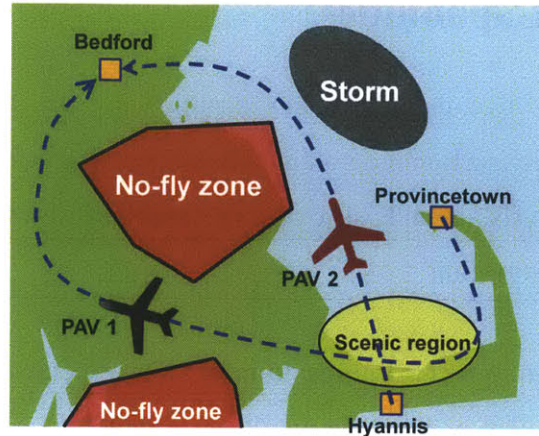 Bedford
Storm
No-fly zone
Provincetown
PAV 2
PAV 1
Scenic region
No-fly zone
Hyannis